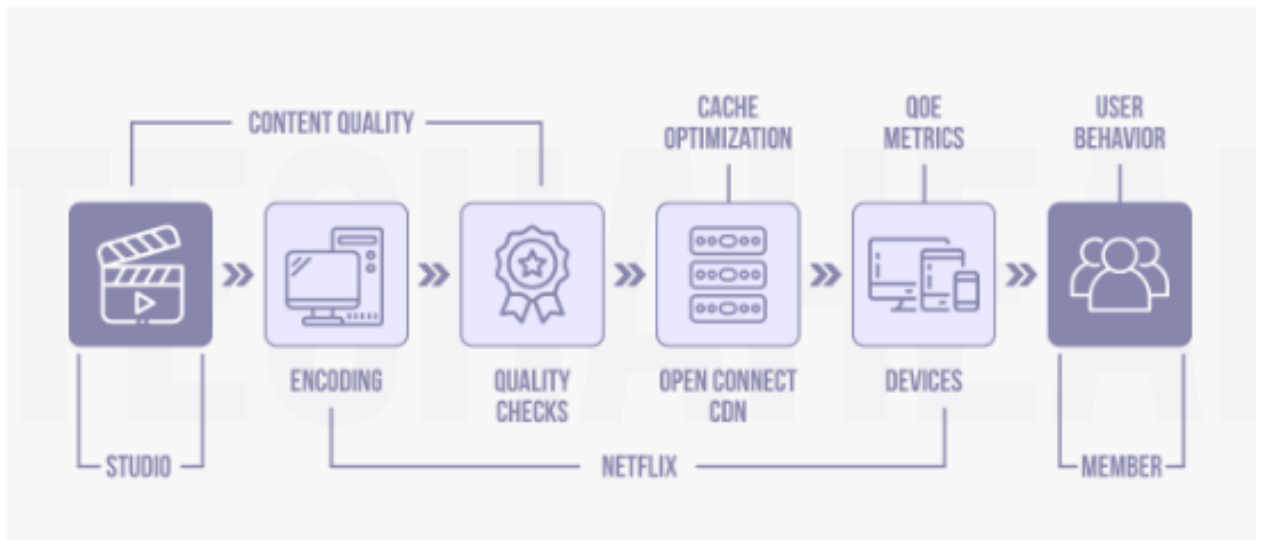 CONTENT QUALITY
CACHE
OPTIMIZATION
QOE
METRICS
USER
BEHAVIOR
ENCODING
QUALITY
CHECKS
OPEN CONNECT
CDN
DEVICES
STUDIO
NETFLIX
MEMBER